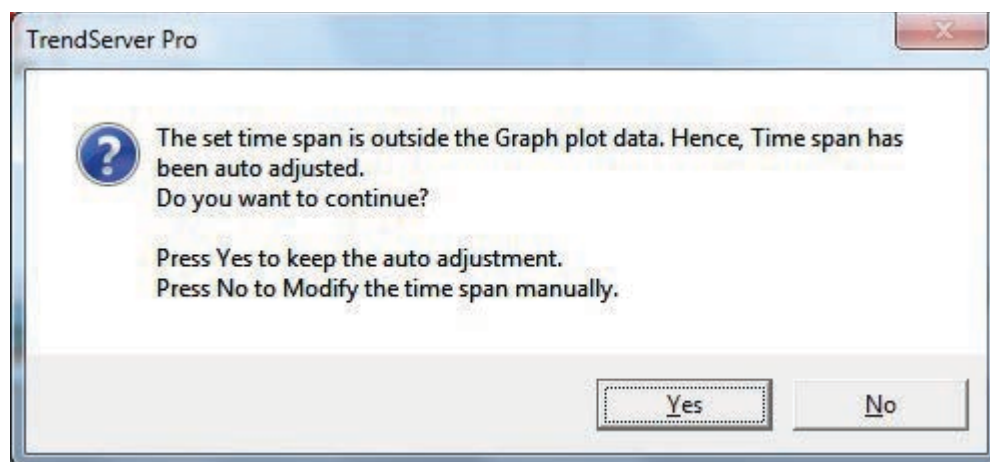 TrendServer Pro
The set time span is outside the Graph plot data. Hence, Time span has
been auto adjusted.
Do you want to continue?
Press Yes to keep the auto adjustment.
Press No to Modify the time span manually.
Yes
No